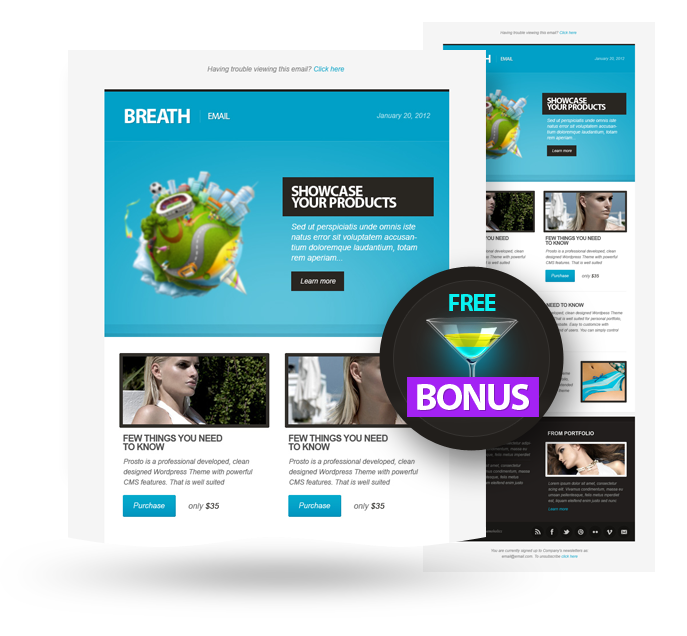 Having trouble viewing this email? Click here
BREATH
EMAIL
January 20, 2012
SHOWCASE
YOUR PRODUCTS
Sed ut perspiciatis unde omnis iste
natus error sit voluptatem accusan-
tium doloremque laudantium, totam
rem aperiam...
Learn more
FEW THINGS YOU NEED
TO KNOW
Prosto is a professional developed, clean
designed Wordpress Theme with powerful
CMS features. That is well suited
Purchase
only $35
FEW THINGS YOU NEED
TO KNOW
Prosto is a professional developed, clean
designed Wordpress Theme with powerful
CMS features. That is well suited
Purchase
only $35
FREE
BONUS
Having trouble viewing this email? Click here
EMAIL
January 20, 2012
SHOWCASE
YOUR PRODUCTS
Sed ut perspiciatis unde omnis iste
natus error sit voluptatem accusan-
tium doloremque laudantium, totam
rem aperiam...
Learn more
YOU NEED
FEW THINGS YOU NEED
TO KNOW
Prosto is a professional developed, clean
designed Wordpress Theme with powerful
CMS features. That is well suited
Purchase
only $35
NEED TO KNOW
FROM PORTFOLIO
Learn more
You are currently signed up to Company's newsletters as:
email@email.com. To unsubscribe click here